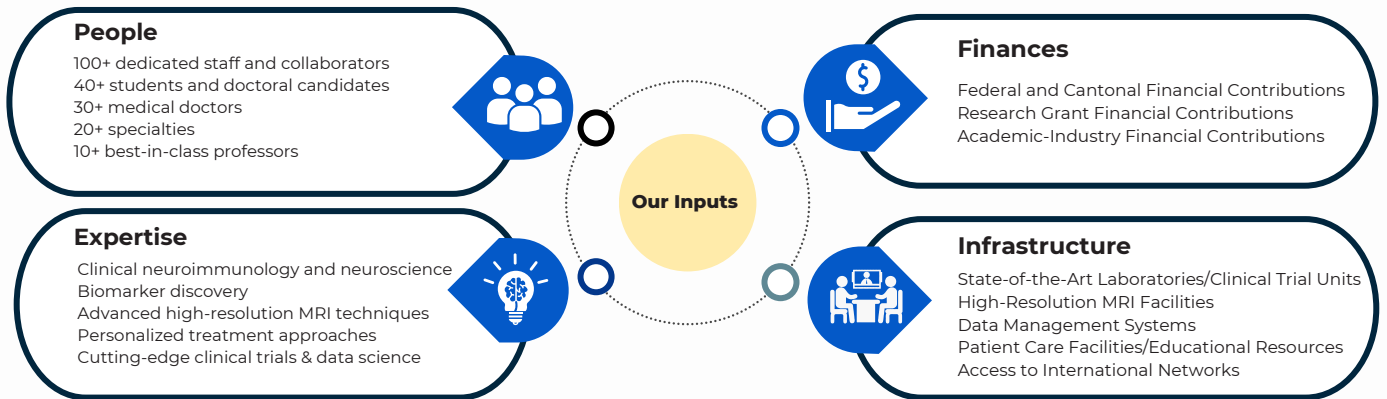 People
100+ dedicated staff and collaborators
40+ students and doctoral candidates
30+ medical doctors
20+ specialties
10+ best-in-class professors
Finances
Federal and Cantonal Financial Contributions
Research Grant Financial Contributions
Academic-Industry Financial Contributions
Our Inputs
Expertise
Clinical neuroimmunology and neuroscience
Biomarker discovery
Advanced high-resolution MRI techniques
Personalized treatment approaches
Cutting-edge clinical trials & data science
Infrastructure
State-of-the-Art Laboratories/Clinical Trial Units
High-Resolution MRI Facilities
Data Management Systems
Patient Care Facilities/Educational Resources
Access to International Networks